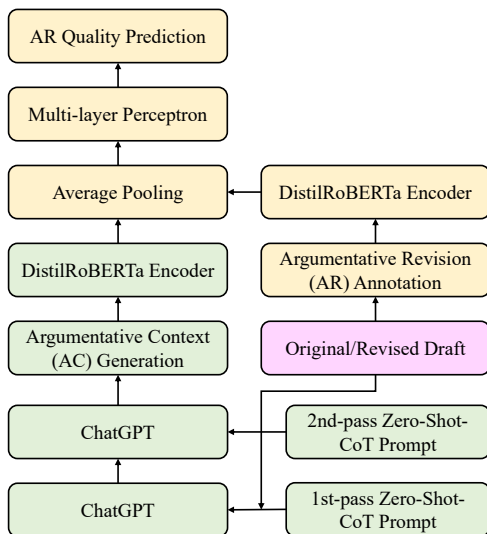 AR Quality Prediction
Multi-layer Perceptron
Average Pooling
DistilRoBERTa Encoder
DistilRoBERTa Encoder
Argumentative Revision
(AR) Annotation
Argumentative Context
(AC) Generation
Original/Revised Draft
ChatGPT
2nd-pass Zero-Shot-
CoT Prompt
ChatGPT
1st-pass Zero-Shot-
CoT Prompt